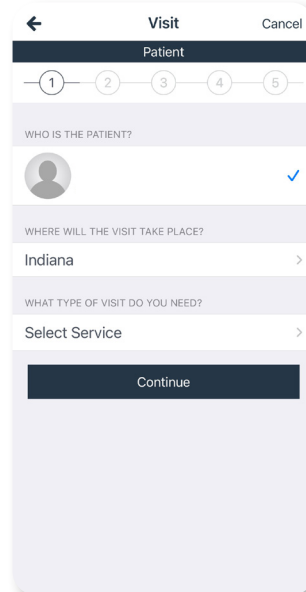 Visit
Cancel
Patient
1 2 3 4 5
WHO IS THE PATIENT?
WHERE WILL THE VISIT TAKE PLACE?
Indiana
WHAT TYPE OF VISIT DO YOU NEED?
Select Service
Continue